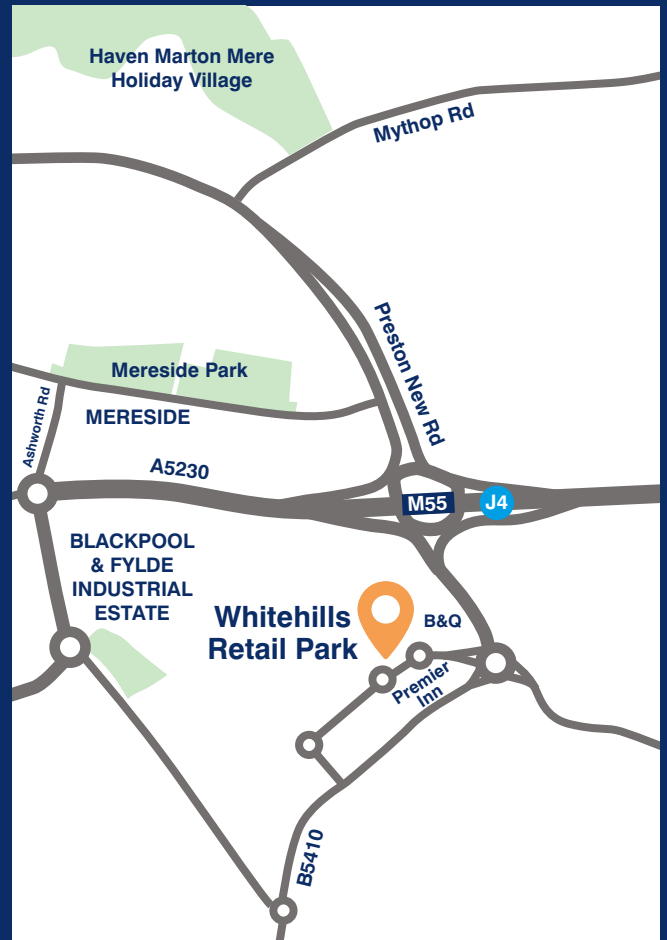 Haven Marton Mere
Holiday Village
Mythop Rd
Preston New Rd
Mereside Park
Ashworth Rd
MERESIDE
A5230
M55
J4
BLACKPOOL
& FYLDE
INDUSTRIAL
ESTATE
Whitehills
Retail Park
B&Q
Premier
Inn
B5410